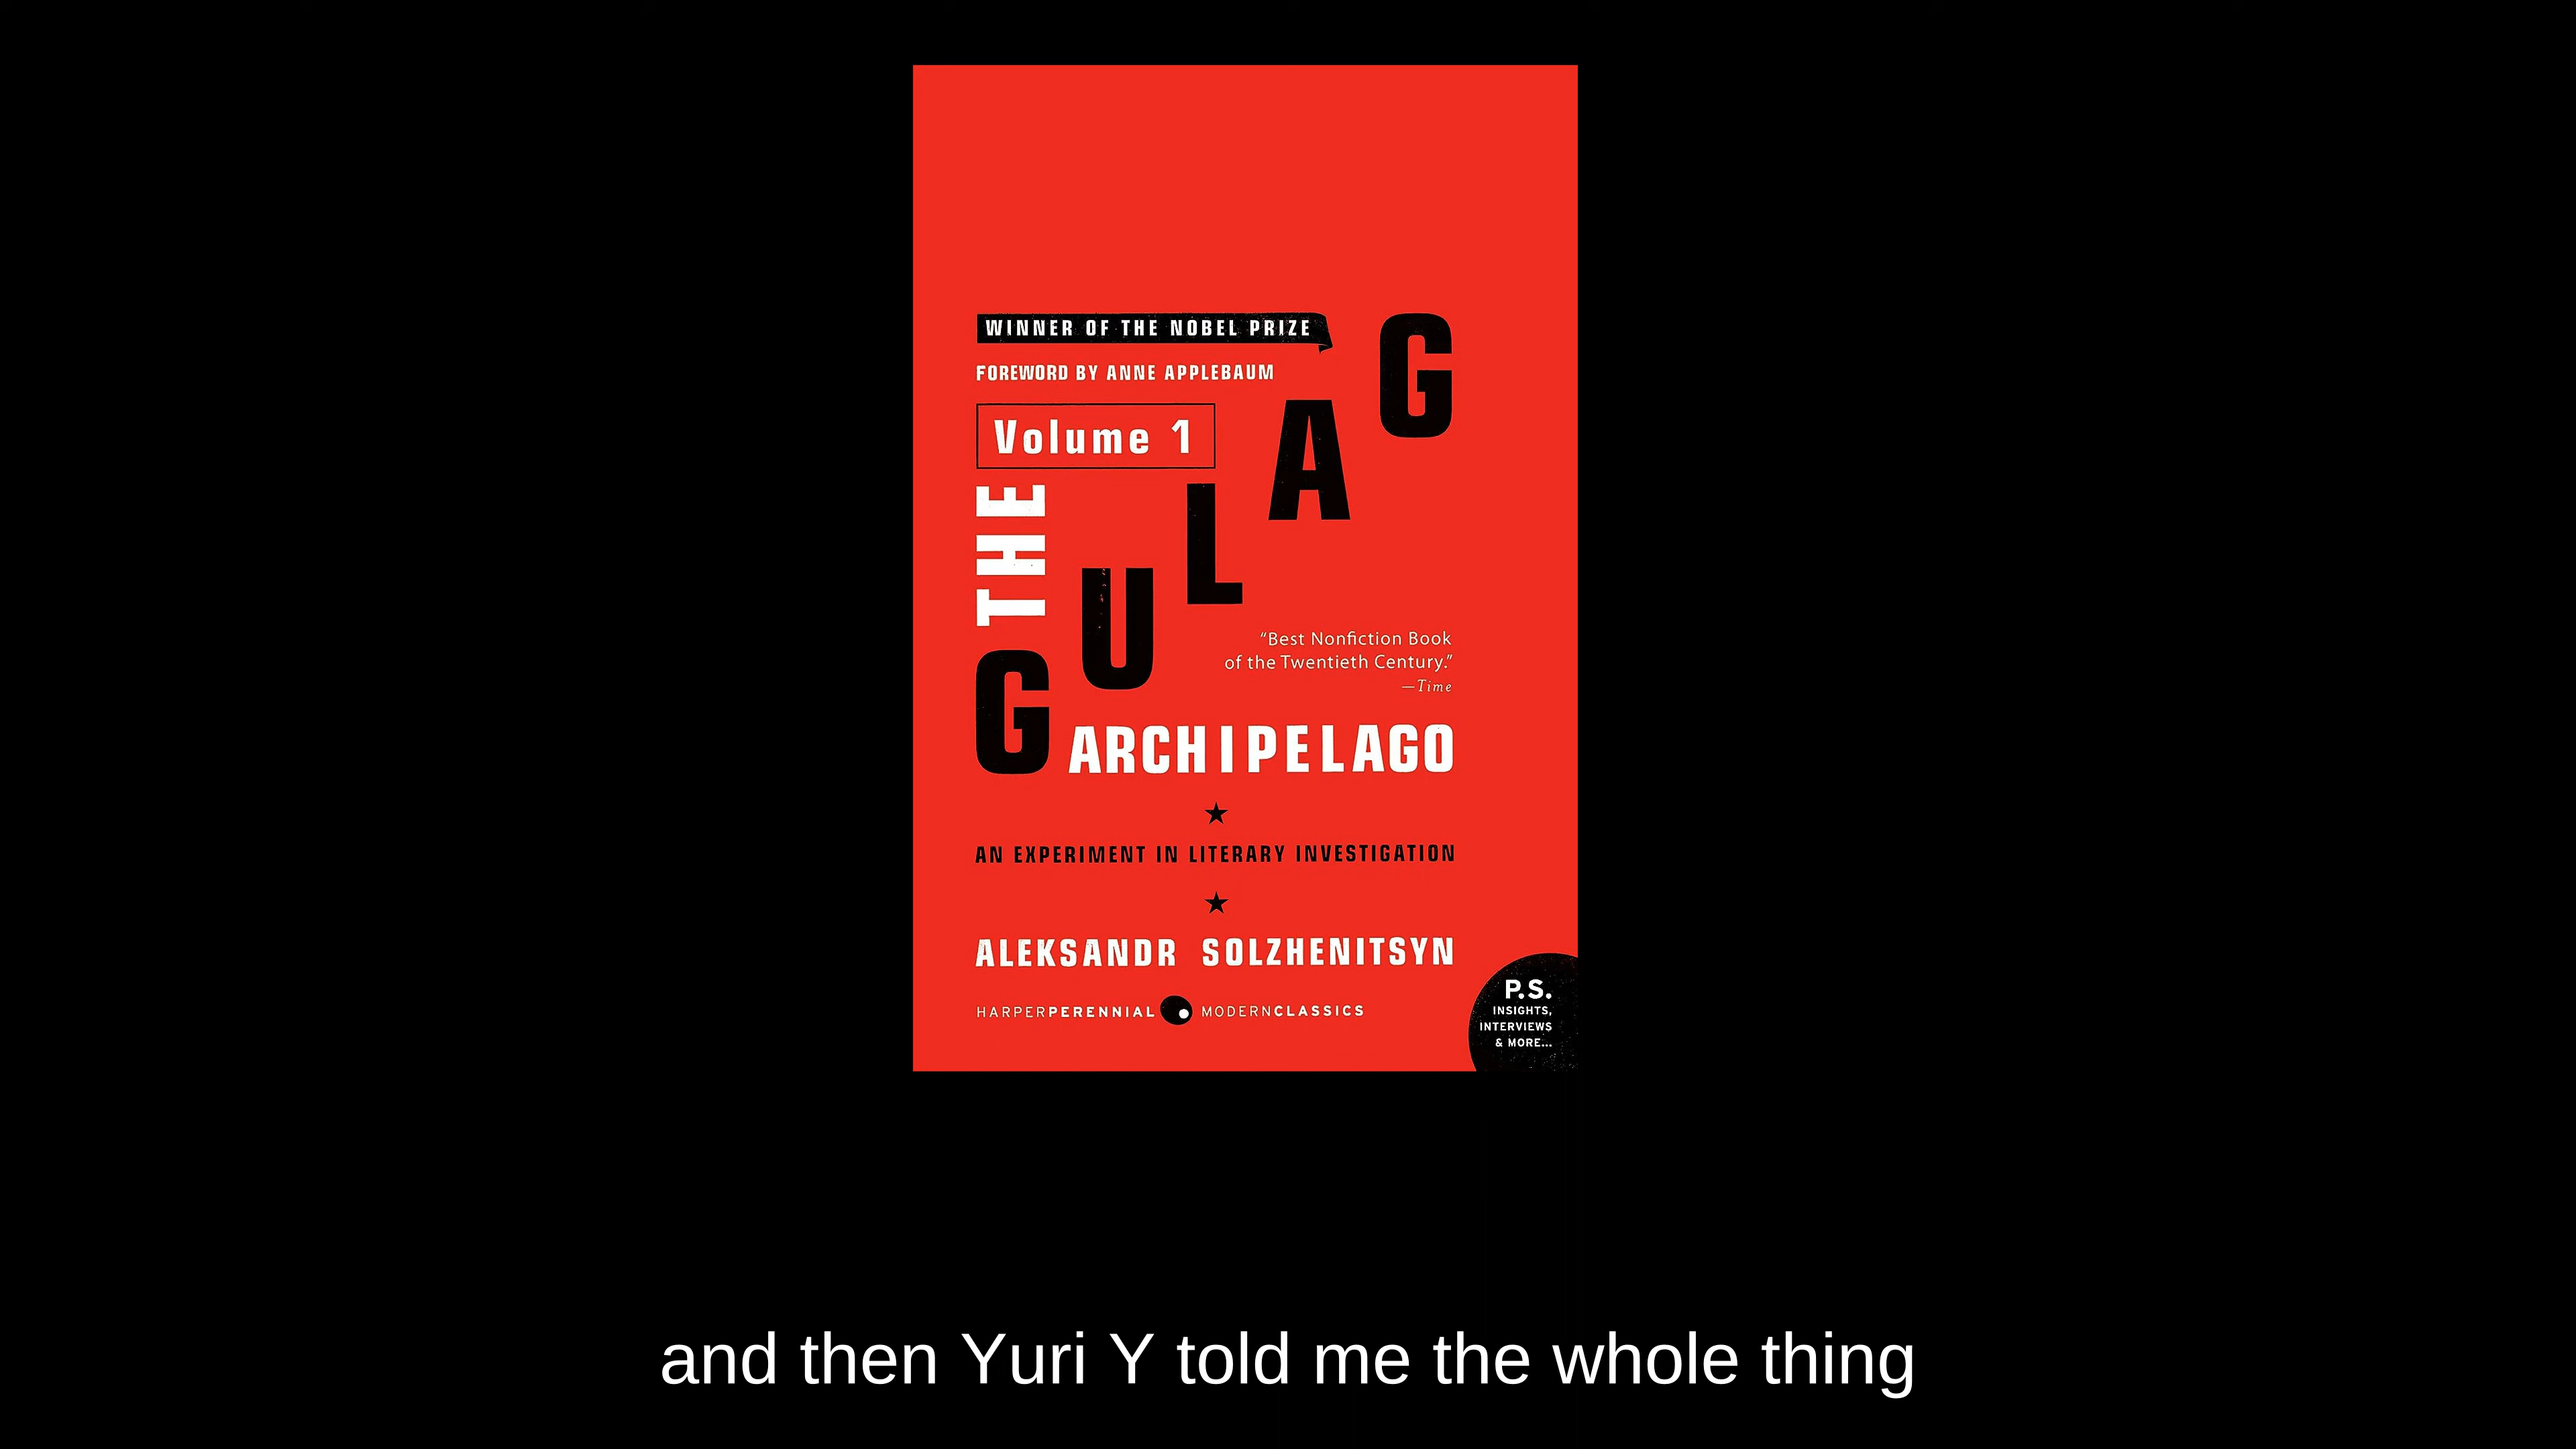 WINNER OF THE NOBEL PRIZE
FOREWORD BY ANNE APPLEBAUM
Volume 1
THE
GULAG
ARCHIPELAGO
“Best Nonfiction Book
of the Twentieth Century.”
—Time
AN EXPERIMENT IN LITERARY INVESTIGATION
ALEKSANDR SOLZHENITSYN
HARPERPERENNIAL MODERNCLASSICS
P.S.
INSIGHTS,
INTERVIEWS
& MORE...
and then Yuri Y told me the whole thing